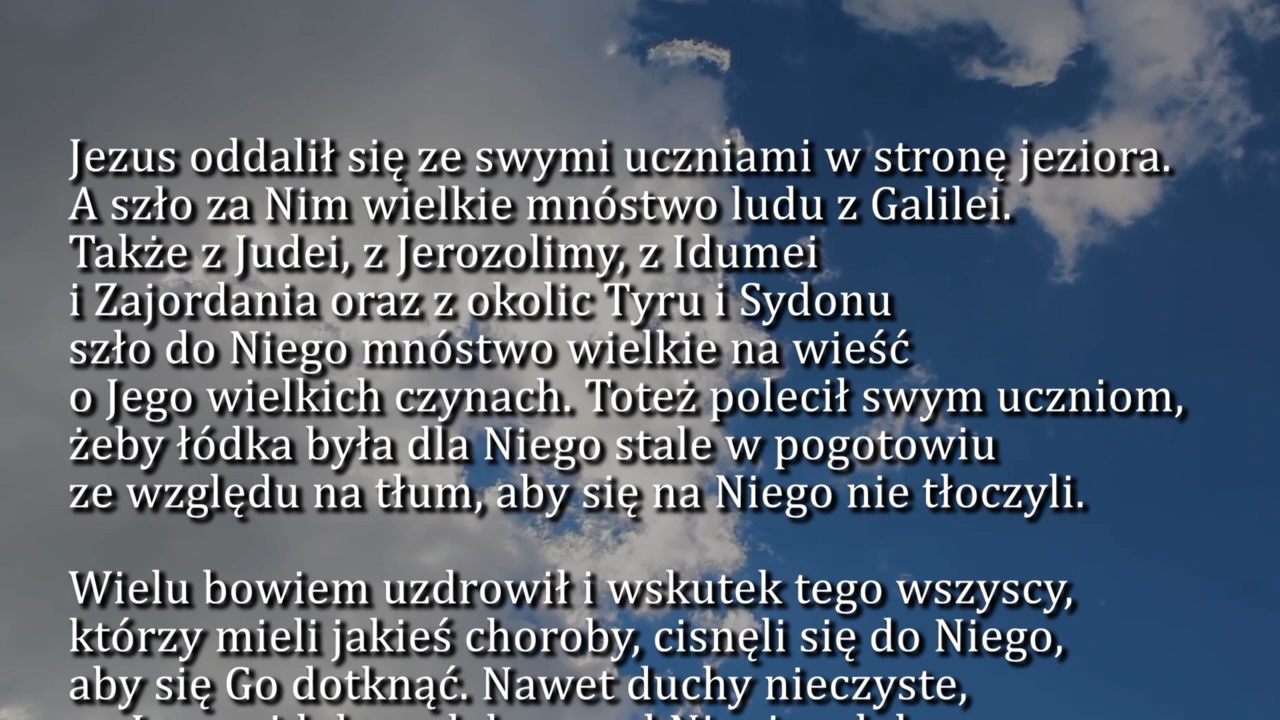 Jezus oddalił się ze swymi uczniami w stronę jeziora.
A szło za Nim wielkie mnóstwo ludu z Galilei.
Także z Judei, z Jerozolimy, z Idumei
i Zajordania oraz z okolic Tyru i Sydonu
szło do Niego mnóstwo wielkie na wieść
o Jego wielkich czynach. Toteż polecił swym uczniom,
żeby łódka była dla Niego stale w pogotowiu
ze względu na tłum, aby się na Niego nie tłoczyli.
Wielu bowiem uzdrowił i wskutek tego wszyscy,
którzy mieli jakieś choroby, cisnęli się do Niego,
aby się Go dotknąć. Nawet duchy nieczyste,